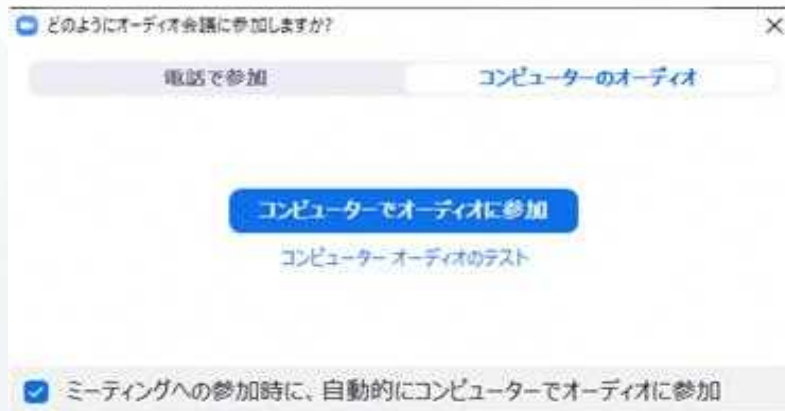 どのようにオーディオ会議に参加しますか?
電話で参加 コンピューターのオーディオ
コンピューターでオーディオに参加
コンピューター オーディオのテスト
ミーティングへの参加時に、自動的にコンピューターでオーディオに参加